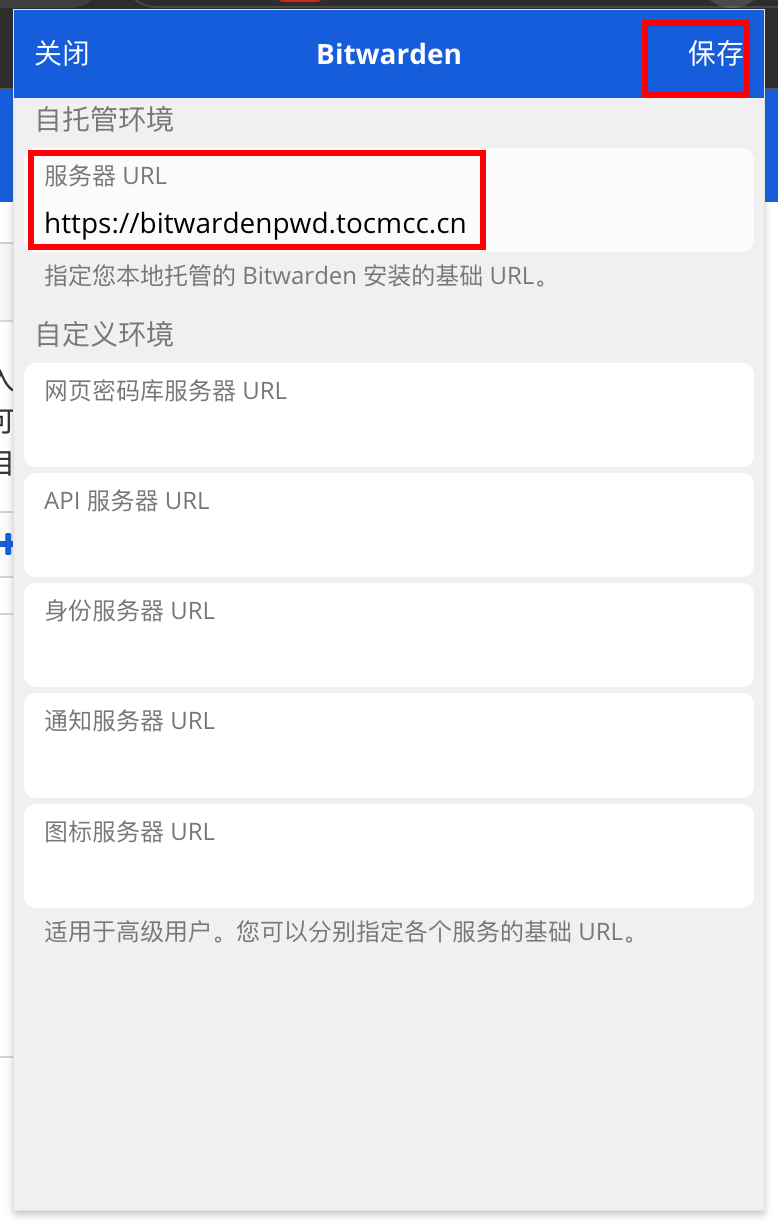 关闭
Bitwarden
保存
自托管环境
服务器 URL
https://bitwardenpwd.tocmcc.cn
指定您本地托管的 Bitwarden 安装的基础 URL。
自定义环境
网页密码库服务器 URL
API 服务器 URL
身份服务器 URL
通知服务器 URL
图标服务器 URL
适用于高级用户。您可以分别指定各个服务的基础 URL。